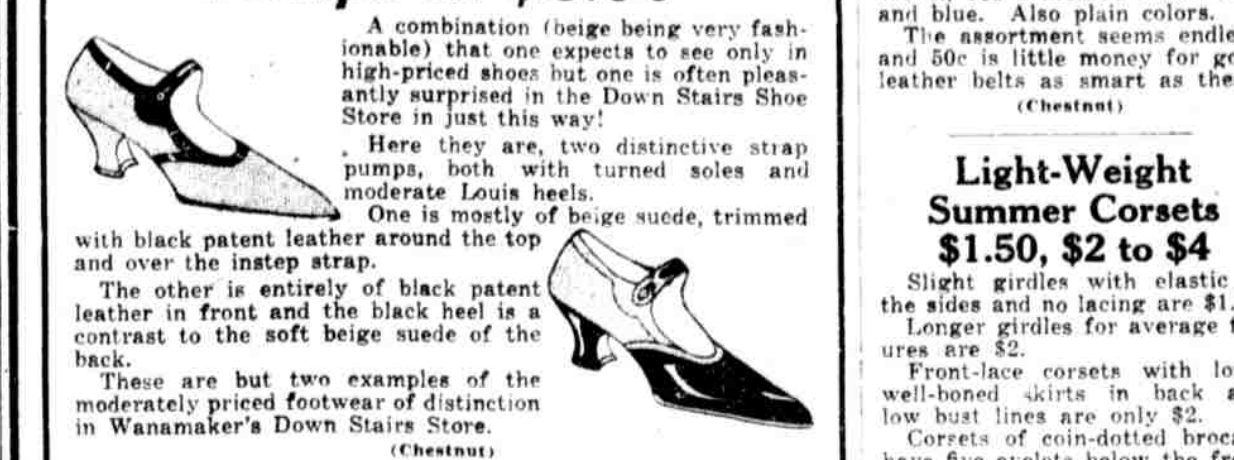 A combination (beige being very fash-
ionable) that one expects to see only in
high-priced shoes but one is often pleas-
antly surprised in the Down Stairs Shoe
Store in just this way!
Here they are, two distinctive strap
pumps, both with turned soles and
moderate Louis heels.
One is mostly of beige suede, trimmed
with black patent leather around the top
and over the instep strap.
The other is entirely of black patent
leather in front and the black heel is a
contrast to the soft beige suede of the
back.
These are but two examples of the
moderately priced footwear of distinction
in Wanamaker's Down Stairs Store.
(Chestnut)
and blue. Also plain colors.
The assortment seems endle
and 50c is little money for go
leather belts as smart as the
(Chestnut)
Light-Weight
Summer Corsets
$1.50, $2 to $4
Slight girdles with elastic
the sides and no lacing are $1.
Longer girdles for average f
ures are $2.
Front-lace corsets with lo
well-boned skirts in back a
low bust lines are only $2.
Corsets of coin-dotted broca
have five eyelets below the fr